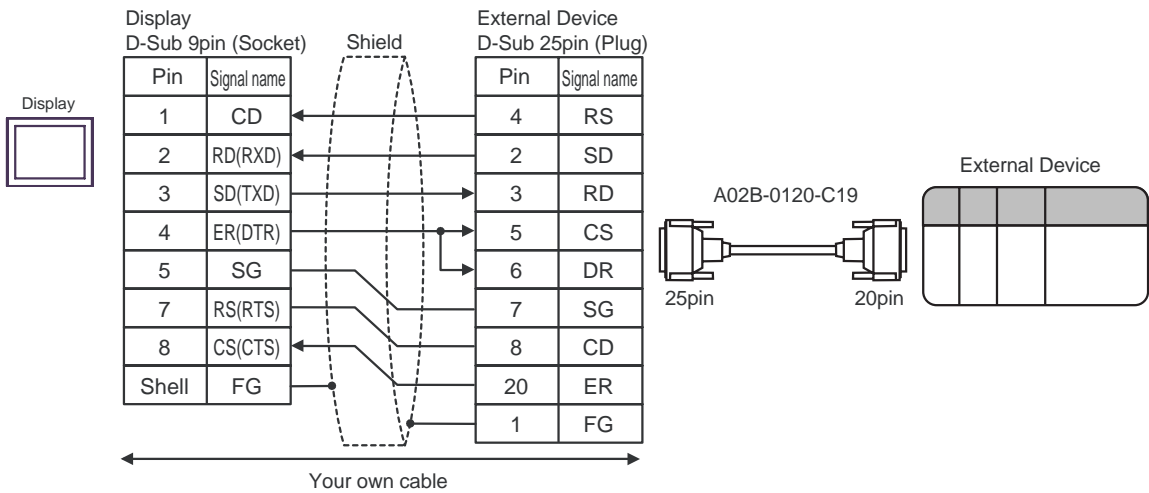 Display
D-Sub 9pin (Socket)
Shield
External Device
D-Sub 25pin (Plug)
Pin Signal name Pin Signal name
1 CD 4 RS
2 RD(RXD) 2 SD
3 SD(TXD) 3 RD
4 ER(DTR) 5 CS
5 SG 6 DR
7 RS(RTS) 7 SG
8 CS(CTS) 8 CD
Shell FG 20 ER
1 FG
Your own cable
Display
A02B-0120-C19
25pin 20pin
External Device